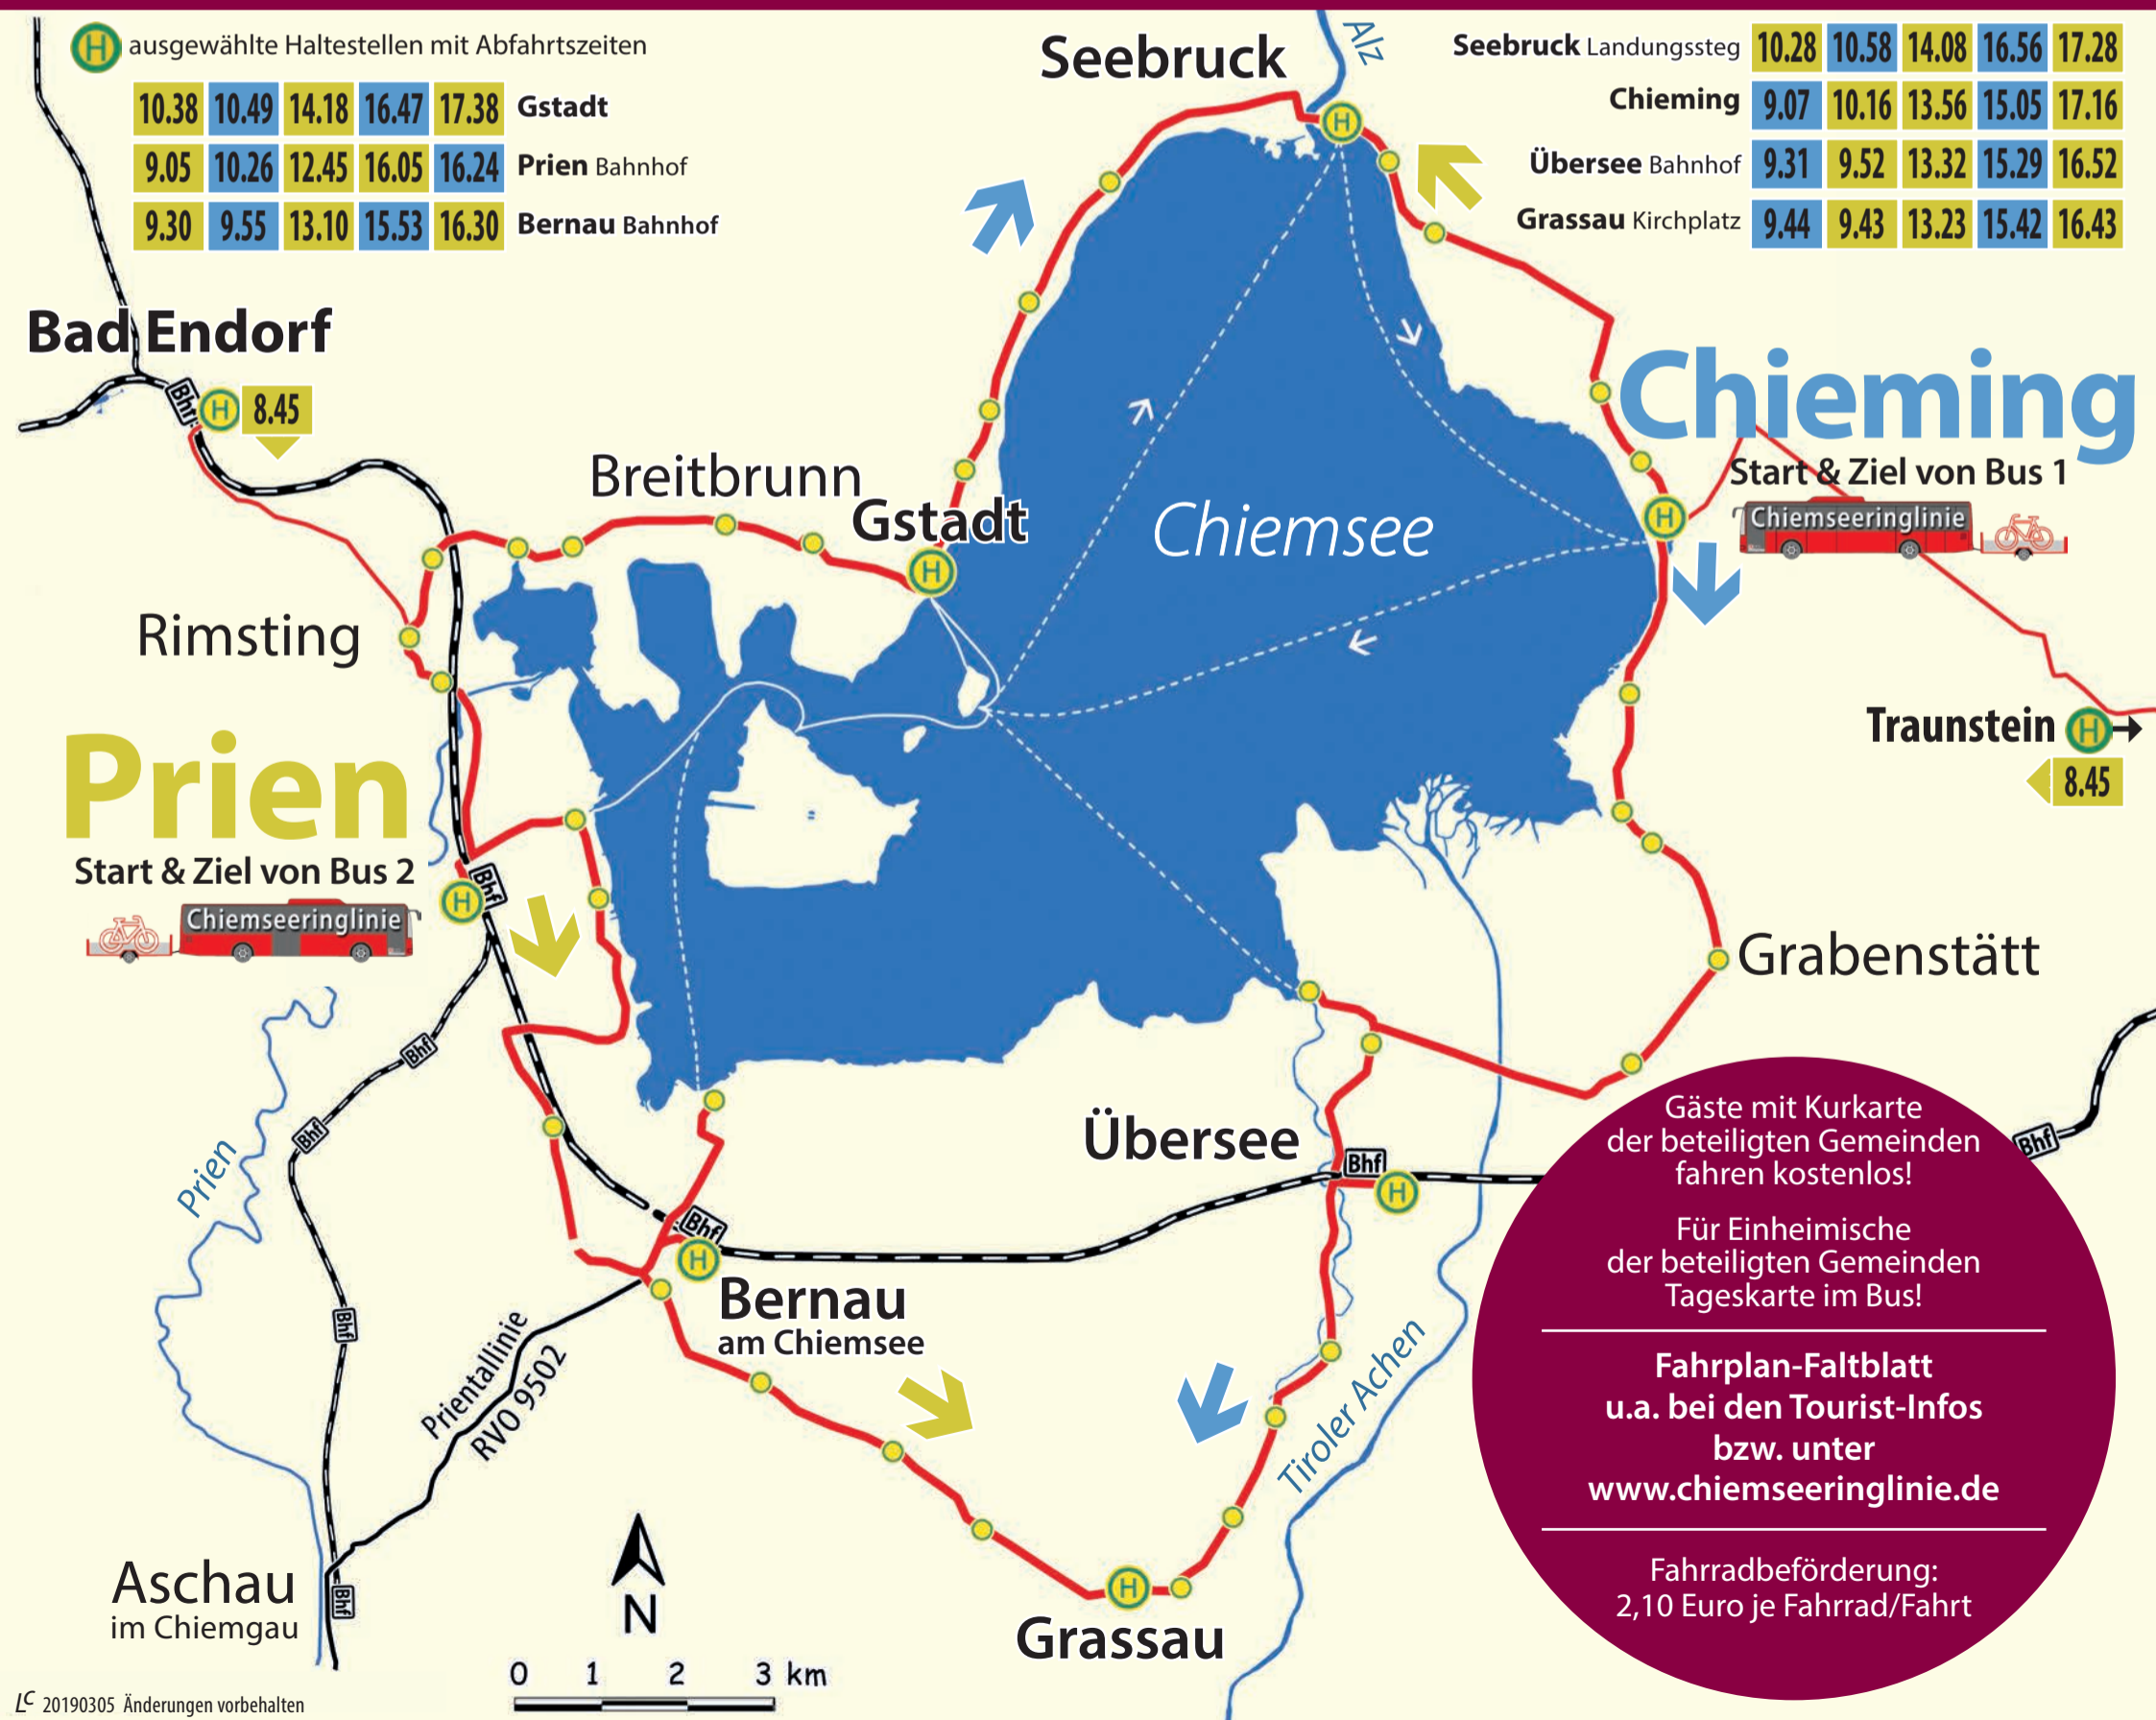 H ausgewählte Haltestellen mit Abfahrtszeiten
10.38 10.49 14.18 16.47 17.38 Gstadt
9.05 10.26 12.45 16.05 16.24 Prien Bahnhof
9.30 9.55 13.10 15.53 16.30 Bernau Bahnhof
Seebruck
Alz
Seebruck Landungssteg 10.28 10.58 14.08 16.56 17.28
Chieming 9.07 10.16 13.56 15.05 17.16
Übersee Bahnhof 9.31 9.52 13.32 15.29 16.52
Grassau Kirchplatz 9.44 9.43 13.23 15.42 16.43
H
Bad Endorf
Bhf H 8.45
Breitbrunn
Gstadt
H
Chiemsee
Chieming
Start & Ziel von Bus 1
H
Chiemseeringlinie
Rimsting
Traunstein H
8.45
Prien
Start & Ziel von Bus 2
Chiemseeringlinie
H
Bhf
Grabenstätt
Bhf
Bhf
Prien
Übersee
Bhf
H
Bhf
Bhf
H
Bernau
am Chiemsee
Bhf
Prientallinie
RVO 9502
Tiroler Achen
Gäste mit Kurkarte
der beteiligten Gemeinden
fahren kostenlos!
Für Einheimische
der beteiligten Gemeinden
Tageskarte im Bus!
Fahrplan-Faltblatt
u.a. bei den Tourist-Infos
bzw. unter
www.chiemseeringlinie.de
Fahrradbeförderung:
2,10 Euro je Fahrrad/Fahrt
Aschau
im Chiemgau
Bhf
N
H
Grassau
0 1 2 3 km
LC 20190305 Änderungen vorbehalten